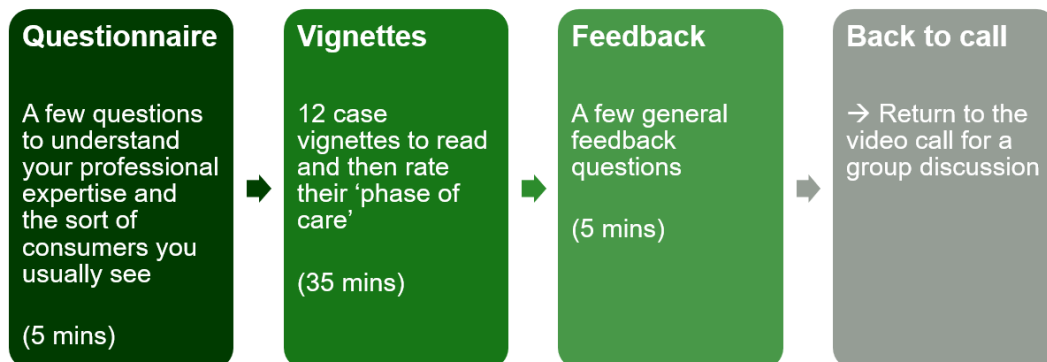 Questionnaire
A few questions
to understand
your professional
expertise and
the sort of
consumers you
usually see
(5 mins)
Vignettes
12 case
vignettes to read
and then rate
their ‘phase of
care’
(35 mins)
Feedback
A few general
feedback
questions
(5 mins)
Back to call
→ Return to the
video call for a
group discussion